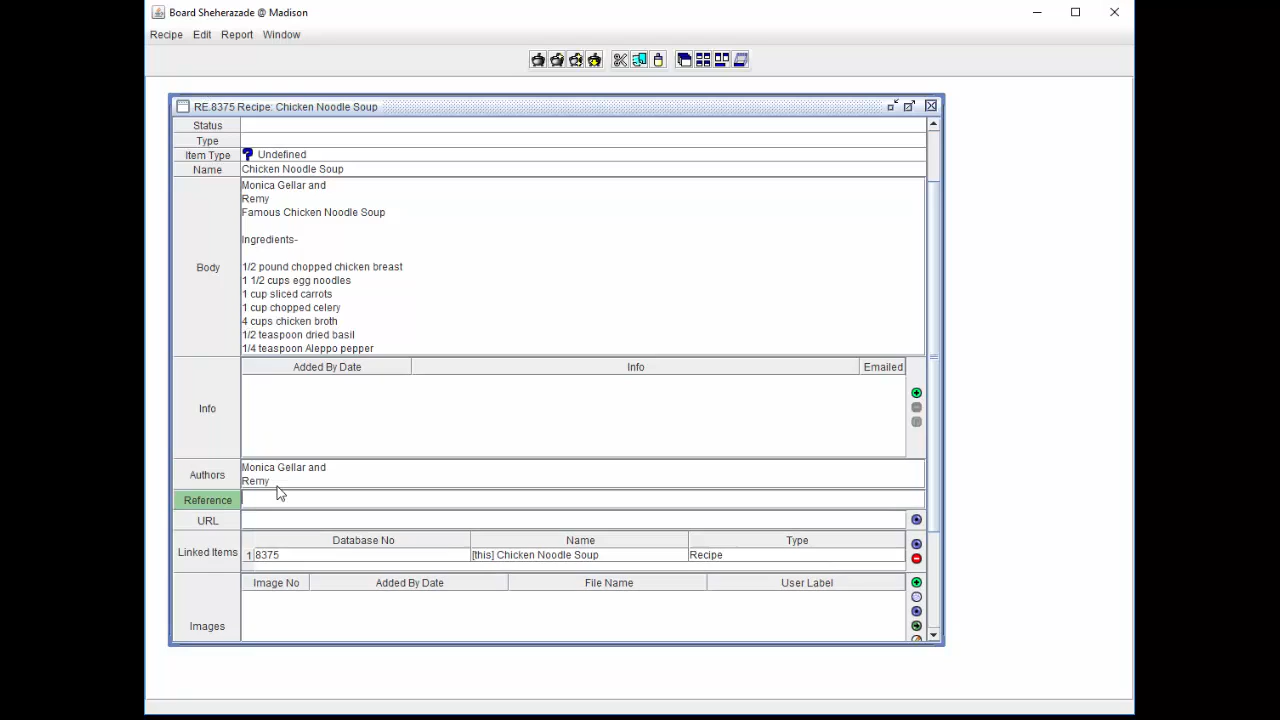 Board Sheherazade @ Madison
Recipe Edit Report Window
RE.8375 Recipe: Chicken Noodle Soup
Status
Type
Item Type ? Undefined
Name Chicken Noodle Soup
Body
Monica Gellar and
Remy
Famous Chicken Noodle Soup
Ingredients-
1/2 pound chopped chicken breast
1 1/2 cups egg noodles
1 cup sliced carrots
1 cup chopped celery
4 cups chicken broth
1/2 teaspoon dried basil
1/4 teaspoon Aleppo pepper
Info
Added By Date Info Emailed
Authors
Monica Gellar and
Remy
Reference
URL
Linked Items
Database No Name Type
1 8375 [this] Chicken Noodle Soup Recipe
Images
Image No Added By Date File Name User Label